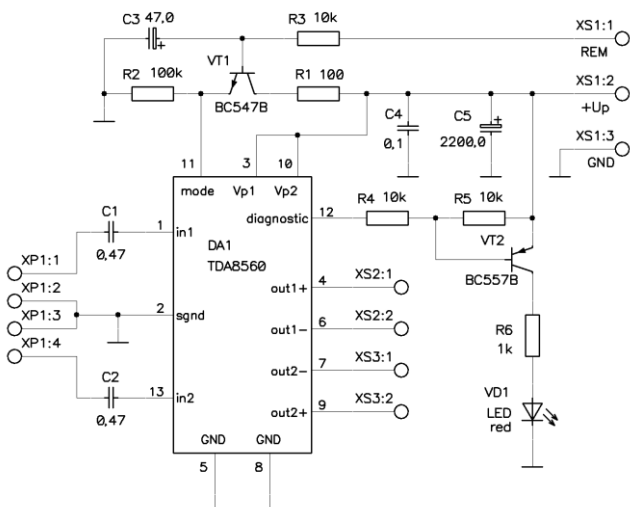 C3 47,0
R3 10k
XS1:1
REM
VT1
R2 100k
R1 100
XS1:2
BC547B
+Up
C4
0,1
C5
2200,0
+
XS1:3
GND
11
3
10
mode Vp1 Vp2
R4 10k
R5 10k
12
diagnostic
C1
0,47
1
in1
DA1
TDA8560
VT2
BC557B
XP1:1
XP1:2
XP1:3
XP1:4
2
sgnd
out1+
4
XS2:1
out1-
6
XS2:2
out2-
7
XS3:1
out2+
9
XS3:2
R6
1k
C2
0,47
13
in2
VD1
LED
red
GND GND
5
8